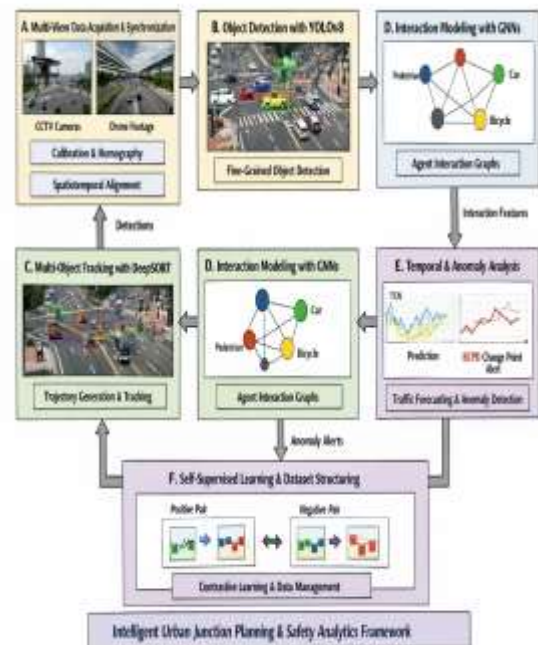 A. Multi-View Data Acquisition & Synchronization
CCTV Cameras
Drone Footage
Calibration & Homography
Spatiotemporal Alignment
B. Object Detection with YOLOv8
Fine-Grained Object Detection
D. Interaction Modeling with GNNs
Pedestrian
Car
Bicycle
Agent Interaction Graphs
Detections
Interaction Features
C. Multi-Object Tracking with DeepSORT
Trajectory Generation & Tracking
D. Interaction Modeling with GNNs
Car
Pedestrian
Bicycle
Agent Interaction Graphs
E. Temporal & Anomaly Analysis
TCN
Prediction
Change Point
Alert
Traffic Forecasting & Anomaly Detection
Anomaly Alerts
F. Self-Supervised Learning & Dataset Structuring
Positive Pair
Negative Pair
Contrastive Learning & Data Management
Intelligent Urban Junction Planning & Safety Analytics Framework